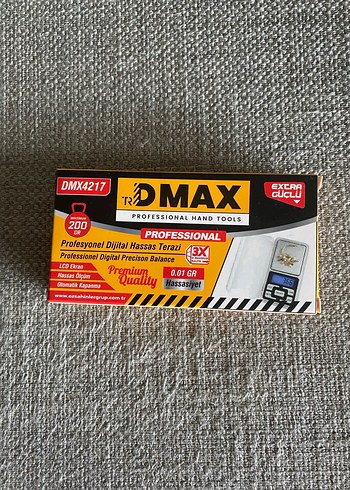 DMX4217
TR DMAX
PROFESSIONAL HAND TOOLS
EXTRA
GÜÇLÜ
200
GR
PROFESSIONAL
Profesyonel Dijital Hassas Terazi
Professionel Digital Precison Balance
3X
LCD Ekran
Hassas Ölçüm
Otomatik Kapanma
Premium
Quality
0.01 GR
Hassasiyet
www.ozsahinlergrup.com.tr